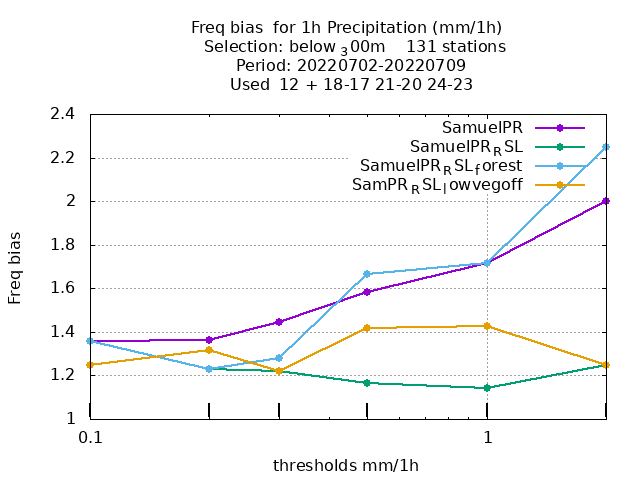 Freq bias  for 1h Precipitation (mm/1h)
Selection: below ₃00m    131 stations
Period: 20220702-20220709
Used  12 + 18-17 21-20 24-23
2.4
2.2
2
1.8
1.6
1.4
1.2
1
Freq bias
SamuelPR
SamuelPR_RSL
SamuelPR_RSL_forest
SamPR_RSL_lowvegoff
0.1
1
thresholds mm/1h